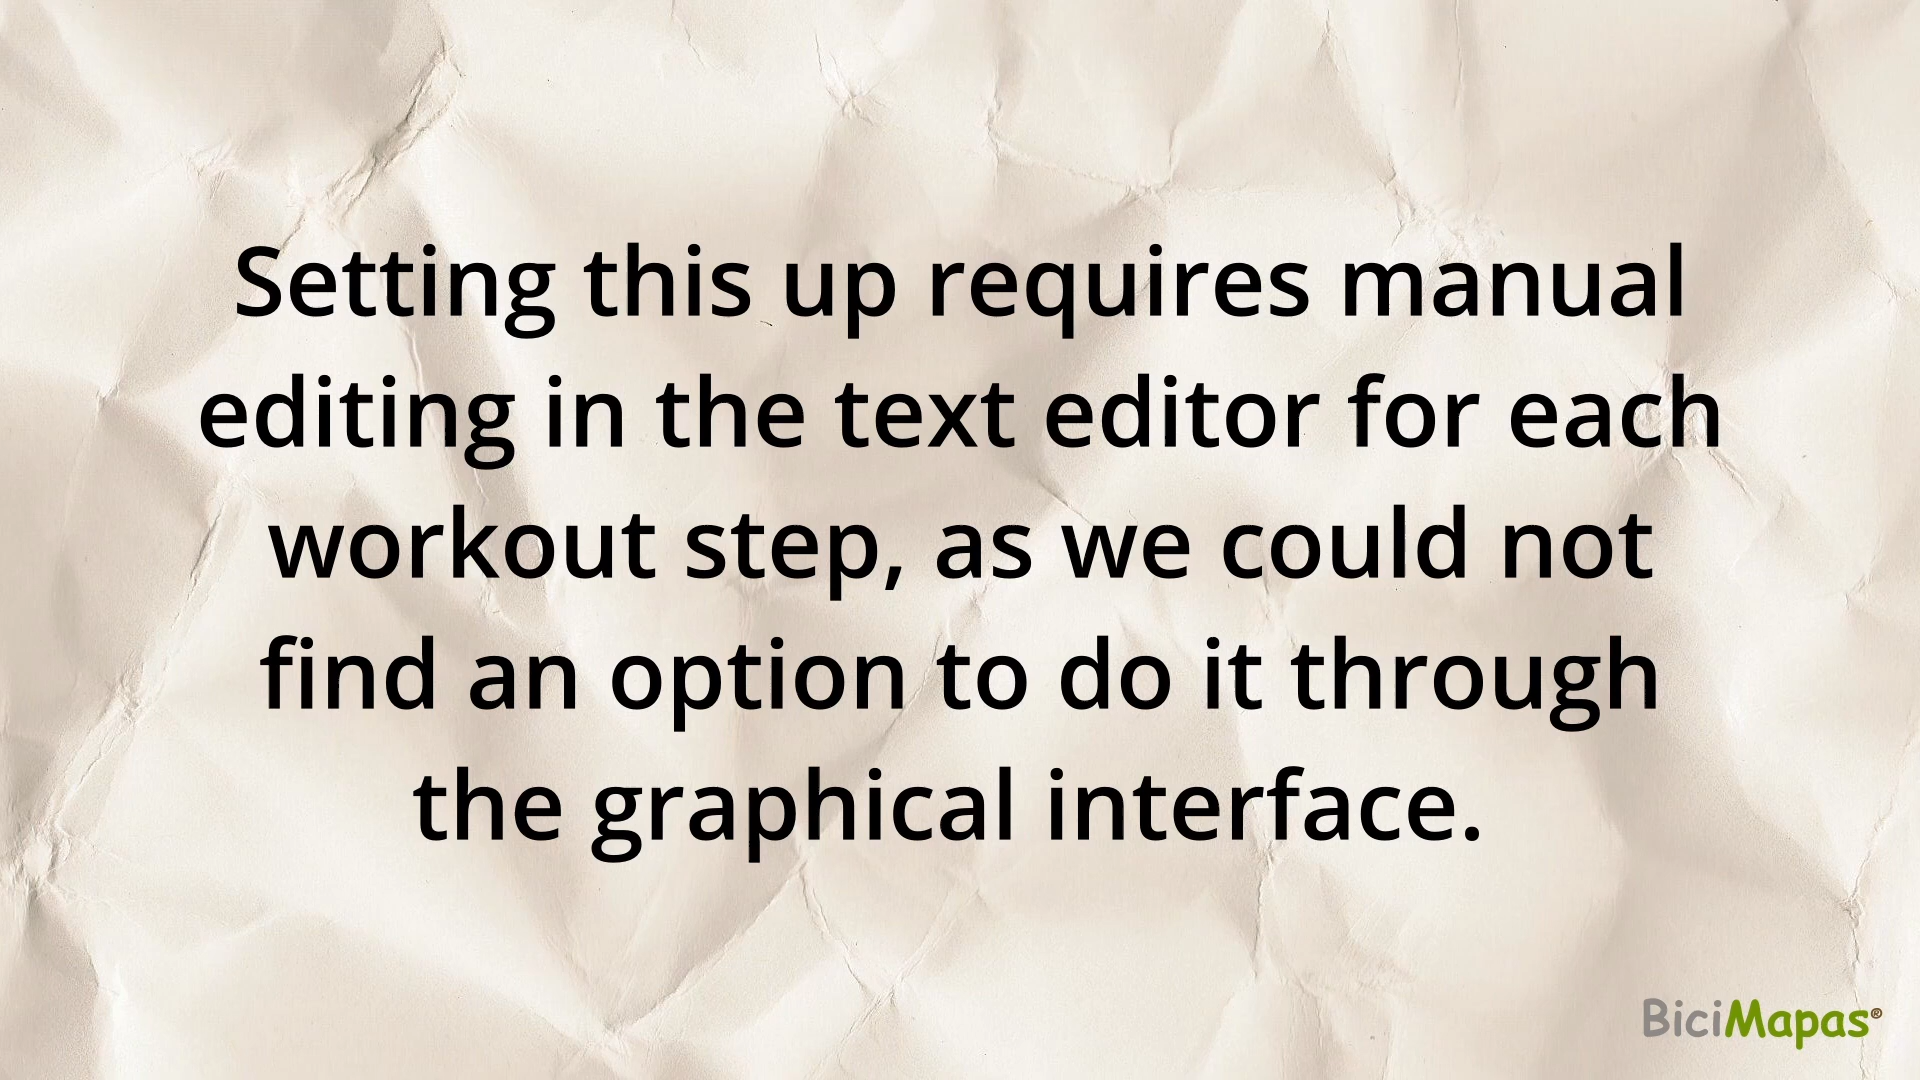 Setting this up requires manual
editing in the text editor for each
workout step, as we could not
find an option to do it through
the graphical interface.
BiciMapas®